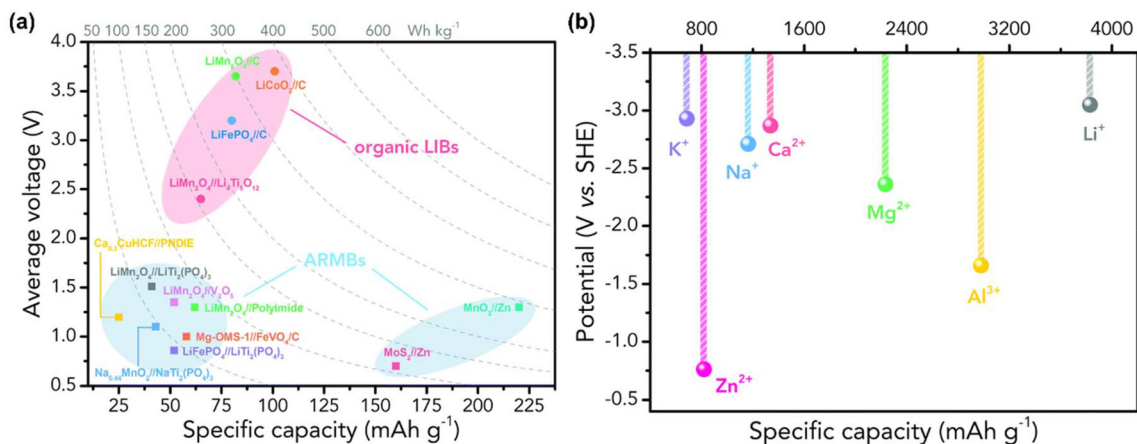 (a)
50 100 150 200 250 300 400 500 600 Wh kg⁻¹
4.0
3.5
3.0
2.5
2.0
1.5
1.0
0.5
Average voltage (V)
LiMn₂O₄//C
LiCoO₂//C
LiFePO₄//C
organic LIBs
LiMn₂O₄//Li₄Ti₅O₁₂
Ca₀.₂CuHCF//PNDIE
ARMBs
LiMn₂O₄//LiTi₂(PO₄)₃
LiMn₂O₄//V₂O₅
LiMn₂O₄//Polyimide
MnO₂//Zn
Mg-OMS-1//FeVO₄/C
LiFePO₄//LiTi₂(PO₄)₃
MoS₂//Zn
Na₀.₄₄MnO₂//NaTi₂(PO₄)₃
25 50 75 100 125 150 175 200 225
Specific capacity (mAh g⁻¹)
(b)
800 1600 2400 3200 4000
-3.5
-3.0
-2.5
-2.0
-1.5
-1.0
-0.5
Potential (V vs. SHE)
K⁺
Na⁺
Ca²⁺
Li⁺
Mg²⁺
Al³⁺
Zn²⁺
Specific capacity (mAh g⁻¹)